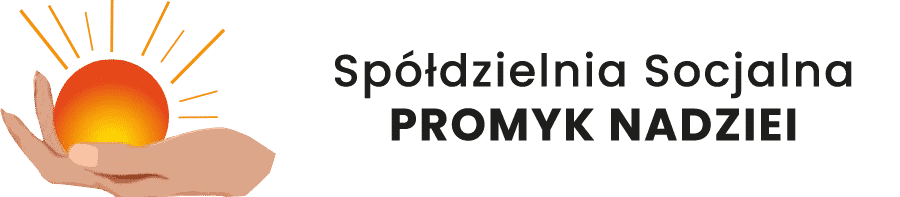 Spółdzielnia Socjalna
PROMYK NADZIEI